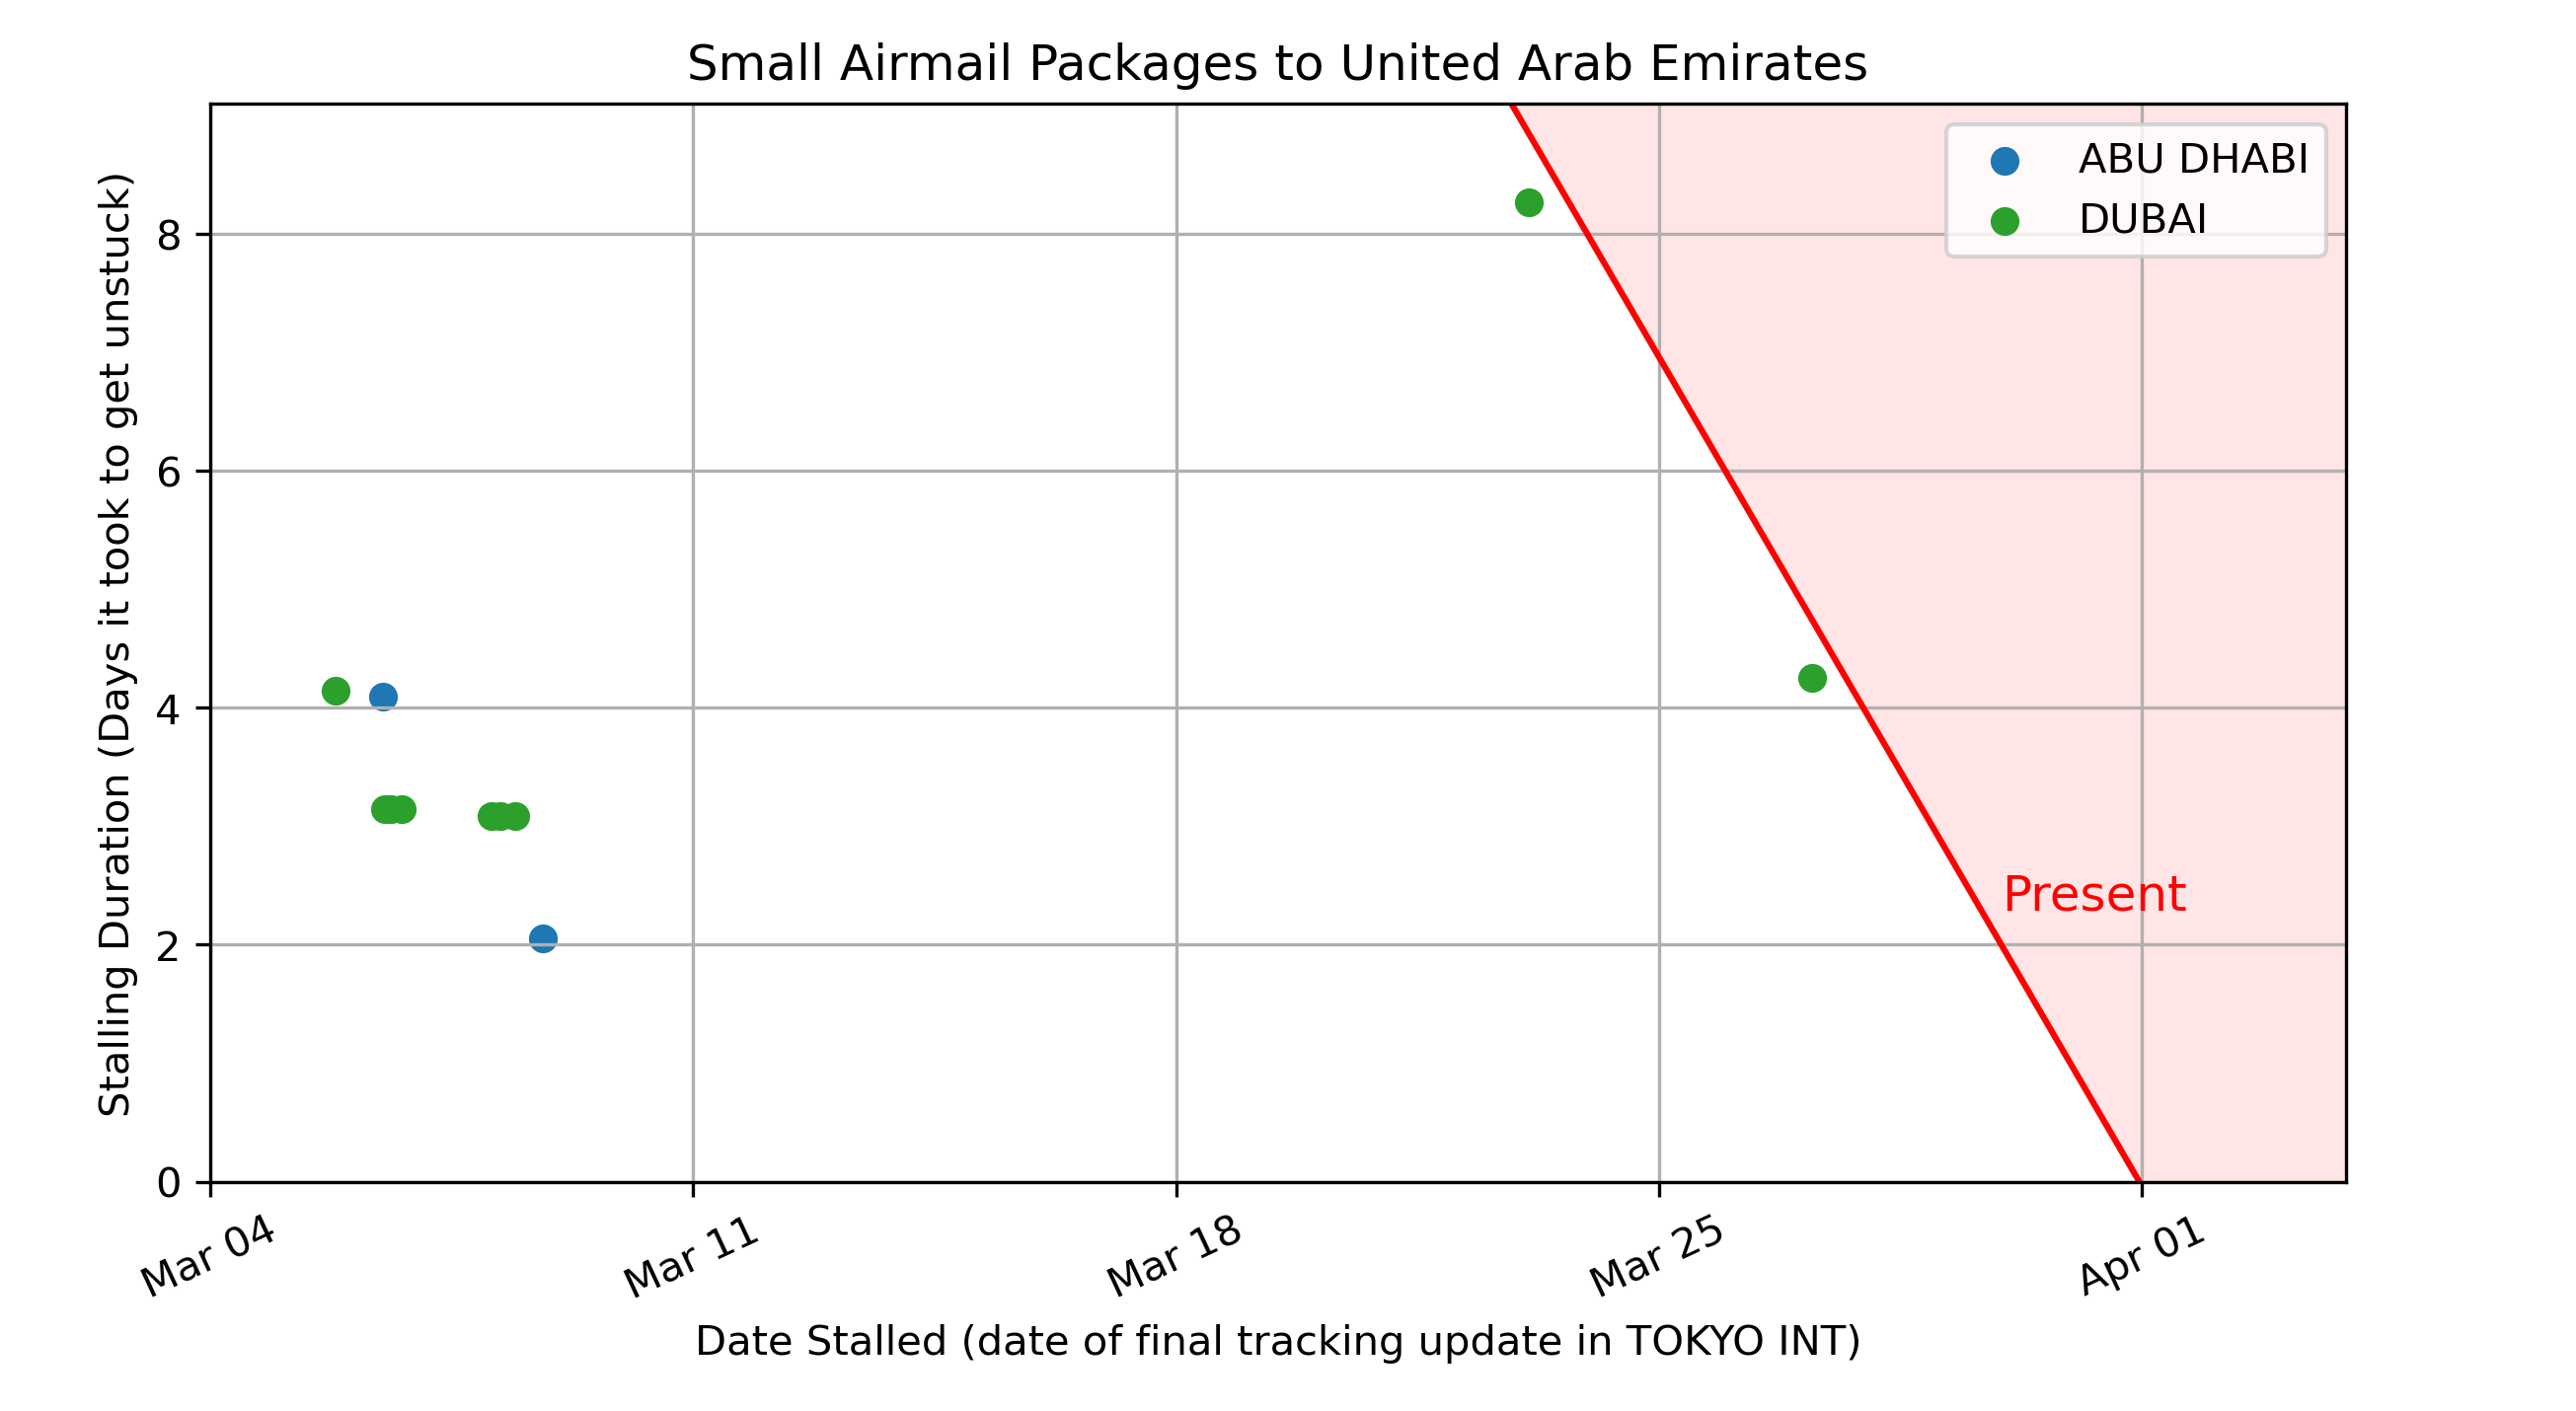 Small Airmail Packages to United Arab Emirates
ABU DHABI
DUBAI
Stalling Duration (Days it took to get unstuck)
8
6
4
2
0
Present
Mar 04
Mar 11
Mar 18
Mar 25
Apr 01
Date Stalled (date of final tracking update in TOKYO INT)